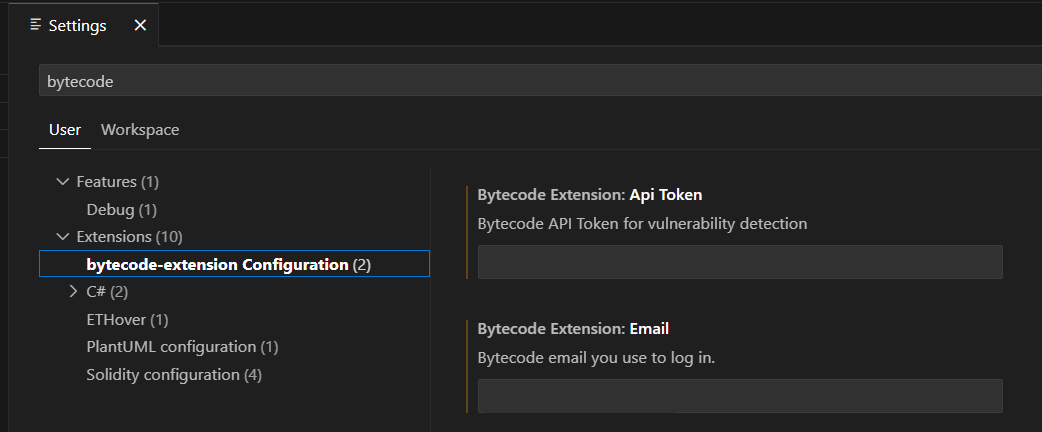 Settings
bytecode
User Workspace
Features (1)
Debug (1)
Extensions (10)
bytecode-extension Configuration (2)
C# (2)
ETHover (1)
PlantUML configuration (1)
Solidity configuration (4)
Bytecode Extension: Api Token
Bytecode API Token for vulnerability detection
Bytecode Extension: Email
Bytecode email you use to log in.